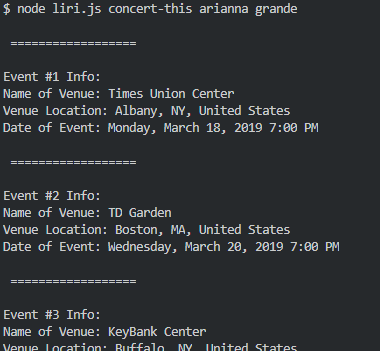 $ node liri.js concert-this arianna grande
==================
Event #1 Info:
Name of Venue: Times Union Center
Venue Location: Albany, NY, United States
Date of Event: Monday, March 18, 2019 7:00 PM
==================
Event #2 Info:
Name of Venue: TD Garden
Venue Location: Boston, MA, United States
Date of Event: Wednesday, March 20, 2019 7:00 PM
==================
Event #3 Info:
Name of Venue: KeyBank Center
Venue Location: Buffalo, NY, United States